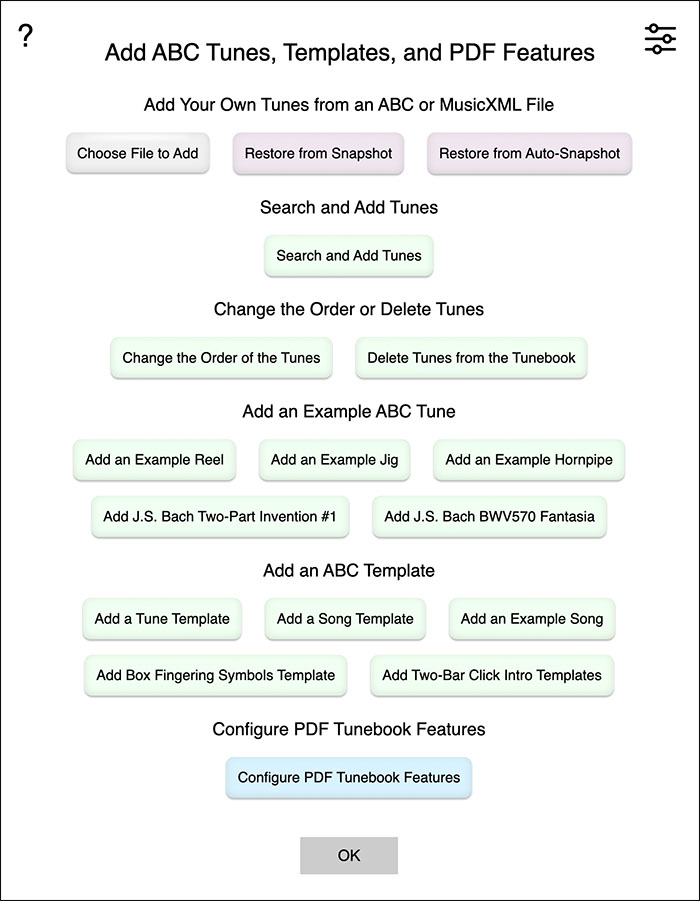 ?
Add ABC Tunes, Templates, and PDF Features
Add Your Own Tunes from an ABC or MusicXML File
Choose File to Add Restore from Snapshot Restore from Auto-Snapshot
Search and Add Tunes
Search and Add Tunes
Change the Order or Delete Tunes
Change the Order of the Tunes Delete Tunes from the Tunebook
Add an Example ABC Tune
Add an Example Reel Add an Example Jig Add an Example Hornpipe
Add J.S. Bach Two-Part Invention #1 Add J.S. Bach BWV570 Fantasia
Add an ABC Template
Add a Tune Template Add a Song Template Add an Example Song
Add Box Fingering Symbols Template Add Two-Bar Click Intro Templates
Configure PDF Tunebook Features
Configure PDF Tunebook Features
OK